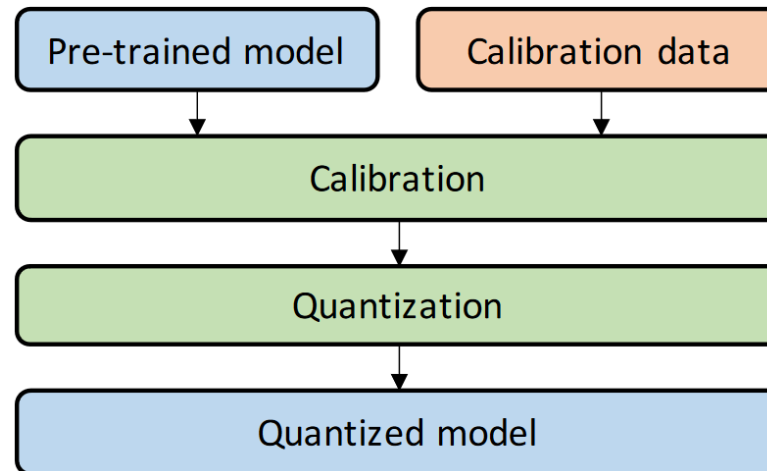 Pre-trained model
Calibration data
Calibration
Quantization
Quantized model